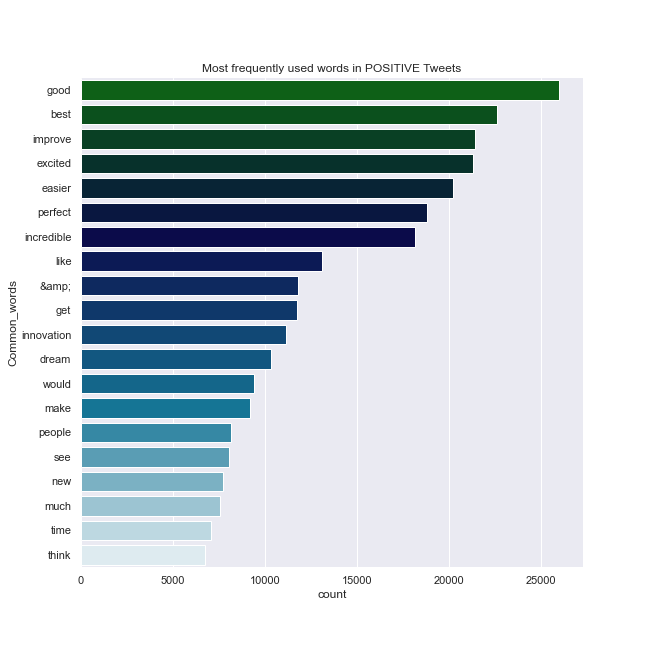 Most frequently used words in POSITIVE Tweets
good
best
improve
excited
easier
perfect
incredible
like
&amp;
get
innovation
dream
would
make
people
see
new
much
time
think
Common_words
0 5000 10000 15000 20000 25000
count